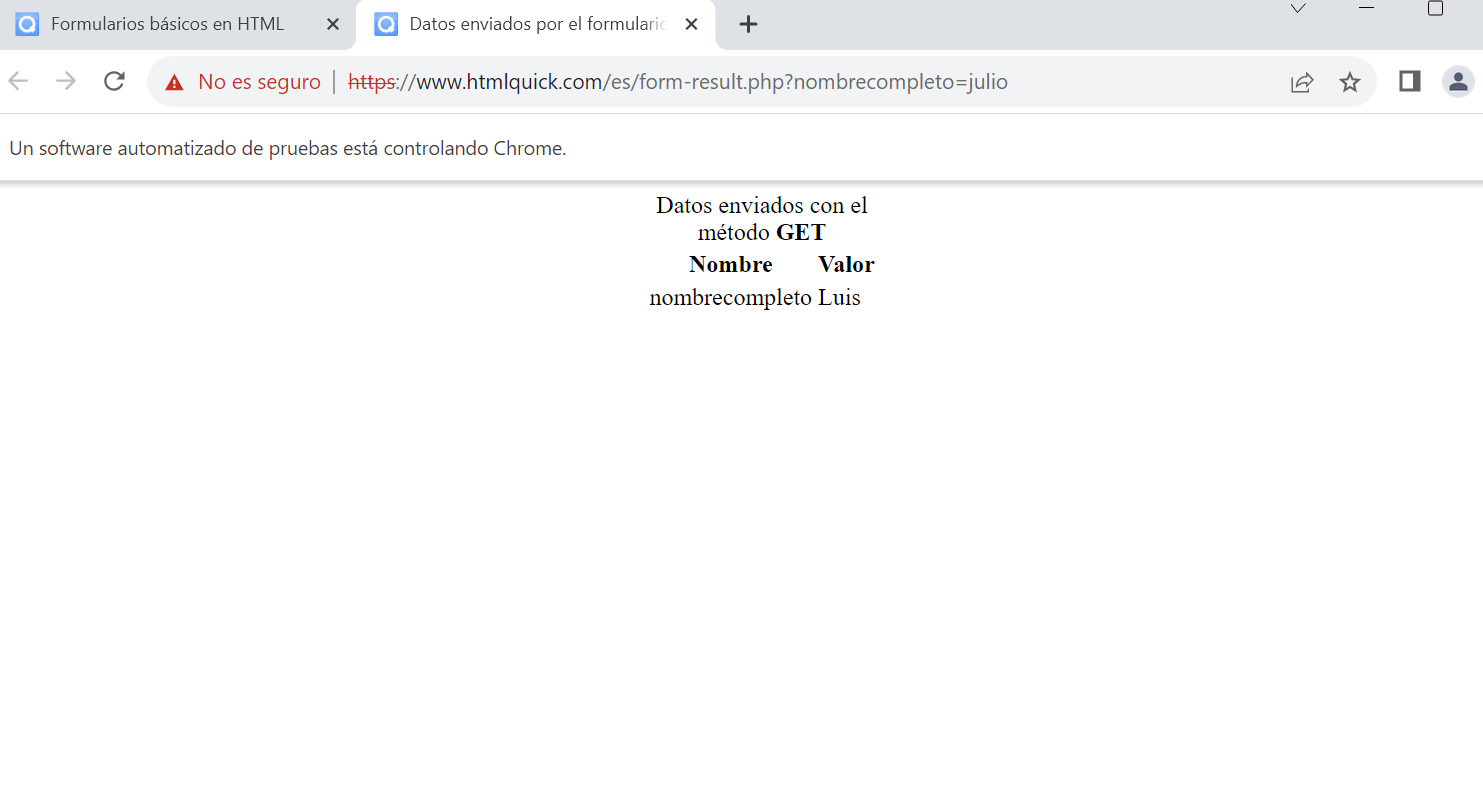 Formularios básicos en HTML
Datos enviados por el formulario
No es seguro
https://www.htmlquick.com/es/form-result.php?nombrecompleto=julio
Un software automatizado de pruebas está controlando Chrome.
Datos enviados con el
método GET
Nombre Valor
nombrecompleto Luis